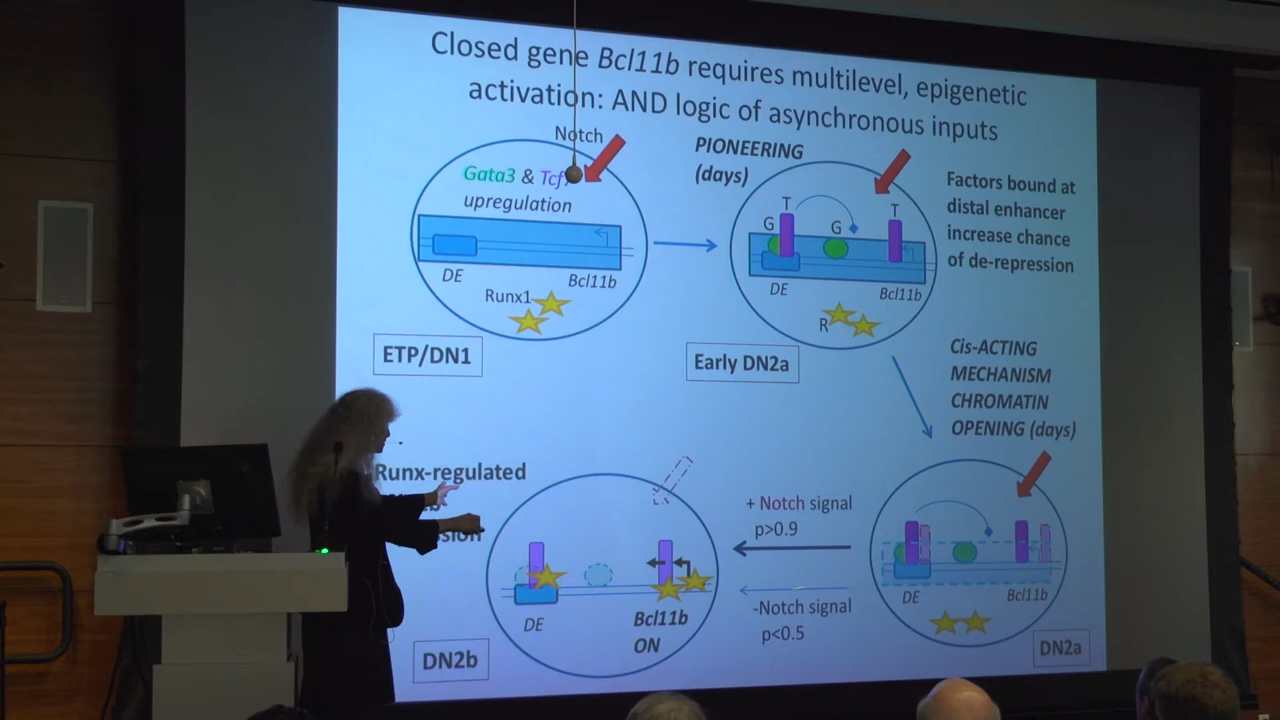 Closed gene Bcl11b requires multilevel, epigenetic
activation: AND logic of asynchronous inputs
Notch
Gata3 & Tcf
upregulation
DE
Bcl11b
Runx1
ETP/DN1
PIONEERING
(days)
T
G
G
T
DE
Bcl11b
R
Early DN2a
Factors bound at
distal enhancer
increase chance
of de-repression
Cis-ACTING
MECHANISM
CHROMATIN
OPENING (days)
DE
Bcl11b
DN2a
+ Notch signal
p>0.9
-Notch signal
p<0.5
Runx-regulated
DE
Bcl11b
ON
DN2b